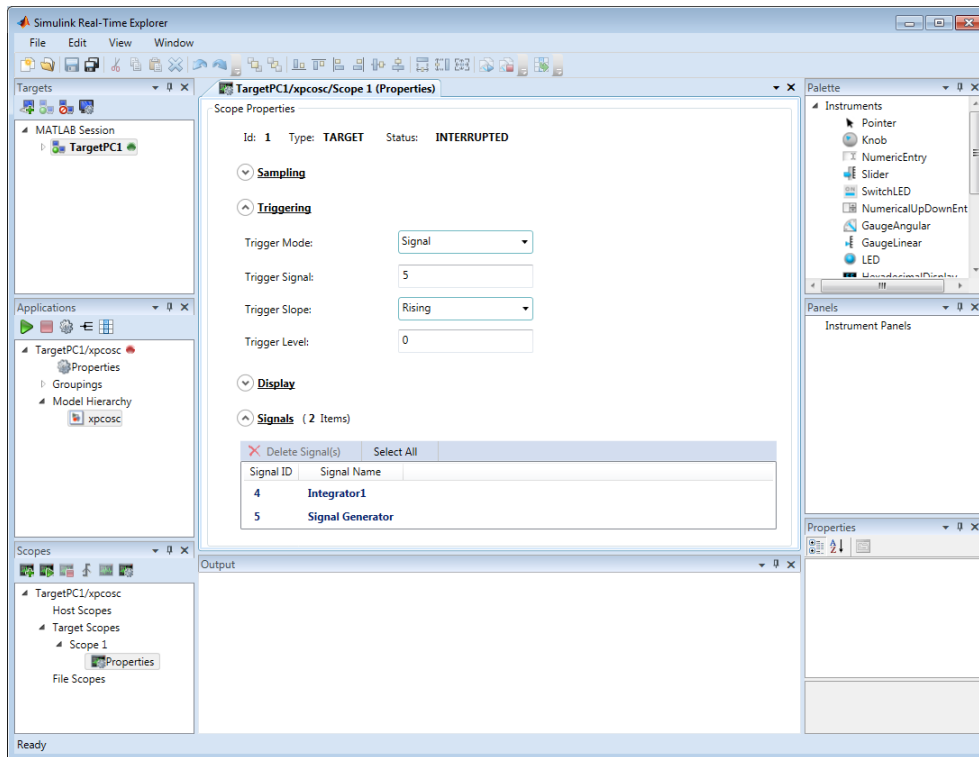 Simulink Real-Time Explorer
File Edit View Window
Targets
MATLAB Session
TargetPC1
Applications
TargetPC1/xpcosc
Properties
Groupings
Model Hierarchy
xpcosc
Scopes
TargetPC1/xpcosc
Host Scopes
Target Scopes
Scope 1
Properties
File Scopes
TargetPC1/xpcosc/Scope 1 (Properties)
Scope Properties
Id: 1 Type: TARGET Status: INTERRUPTED
Sampling
Triggering
Trigger Mode: Signal
Trigger Signal: 5
Trigger Slope: Rising
Trigger Level: 0
Display
Signals ( 2 Items)
Delete Signal(s) Select All
Signal ID Signal Name
4 Integrator1
5 Signal Generator
Output
Palette
Instruments
Pointer
Knob
NumericEntry
Slider
SwitchLED
NumericalUpDownEnt
GaugeAngular
GaugeLinear
LED
HexadecimalDisplay
Panels
Instrument Panels
Properties
Ready